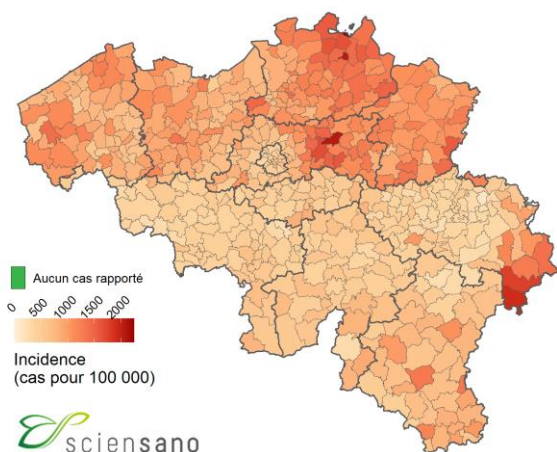 Aucun cas rapporté
0 500 1000 1500 2000
Incidence
(cas pour 100 000)
sciensano